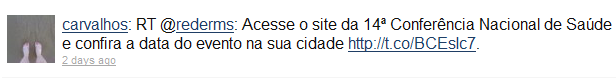 carvalhos: RT @rederms: Acesse o site da 14ª Conferência Nacional de Saúde
e confira a data do evento na sua cidade http://t.co/BCEslc7.
2 days ago